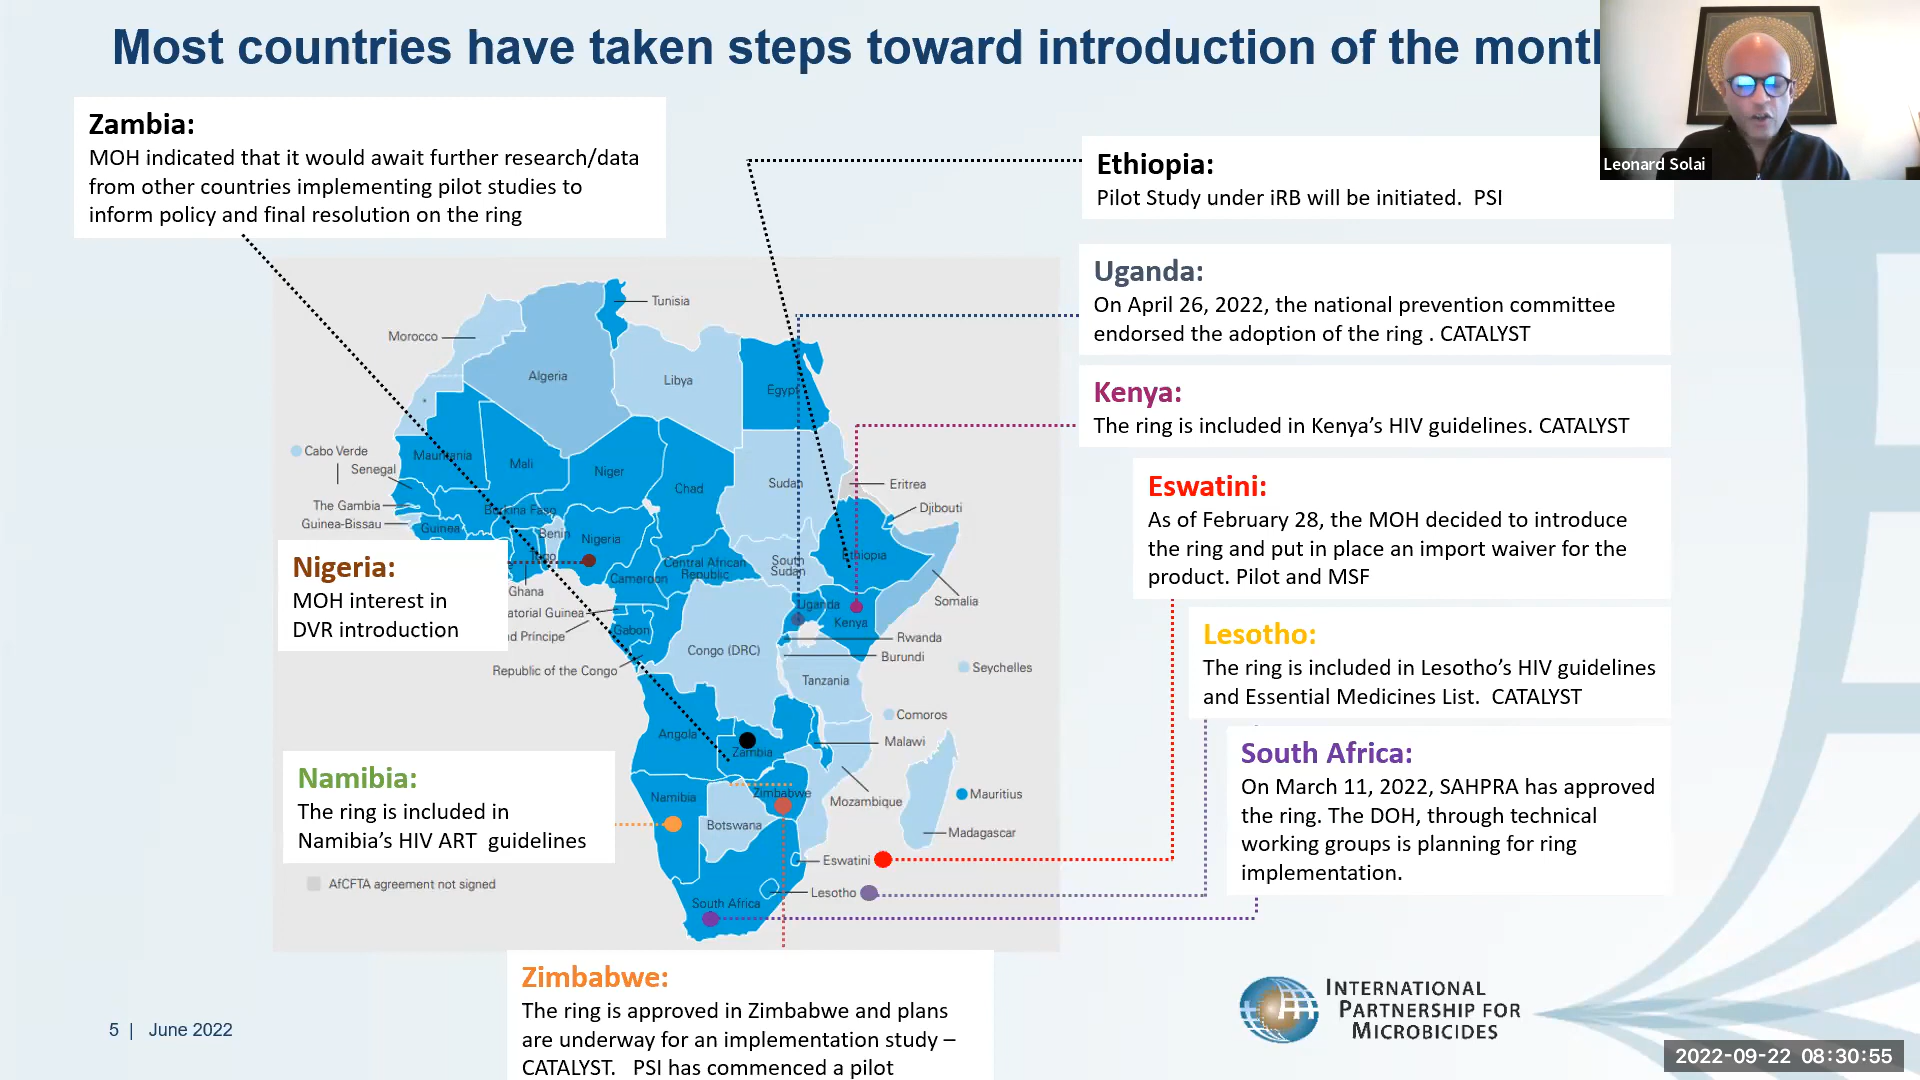 Most countries have taken steps toward introduction of the mont
Leonard Solai
Zambia:
MOH indicated that it would await further research/data
from other countries implementing pilot studies to
inform policy and final resolution on the ring
Ethiopia:
Pilot Study under iRB will be initiated. PSI
Uganda:
On April 26, 2022, the national prevention committee
endorsed the adoption of the ring . CATALYST
Kenya:
The ring is included in Kenya's HIV guidelines. CATALYST
Eswatini:
As of February 28, the MOH decided to introduce
the ring and put in place an import waiver for the
product. Pilot and MSF
Lesotho:
The ring is included in Lesotho's HIV guidelines
and Essential Medicines List. CATALYST
South Africa:
On March 11, 2022, SAHPRA has approved
the ring. The DOH, through technical
working groups is planning for ring
implementation.
Nigeria:
MOH interest in
DVR introduction
Namibia:
The ring is included in
Namibia's HIV ART guidelines
Zimbabwe:
The ring is approved in Zimbabwe and plans
are underway for an implementation study –
CATALYST. PSI has commenced a pilot
Tunisia
Morocco
Algeria
Libya
Egypt
Cabo Verde
Senegal
Mauritania
Mali
Niger
Chad
Sudan
Eritrea
The Gambia
Guinea-Bissau
Guinea
Burkina Faso
Benin
Togo
Nigeria
Djibouti
Ghana
Cameroon
Central African
Republic
South
Sudan
Ethiopia
Somalia
atorial Guinea
nd Príncipe
Gabon
Republic of the Congo
Congo (DRC)
Uganda
Kenya
Rwanda
Burundi
Tanzania
Seychelles
Comoros
Angola
Zambia
Malawi
Mozambique
Zimbabwe
Namibia
Botswana
Mauritius
Madagascar
Eswatini
Lesotho
South Africa
AfCFTA agreement not signed
5 | June 2022
INTERNATIONAL
PARTNERSHIP FOR
MICROBICIDES
2022-09-22 08:30:55